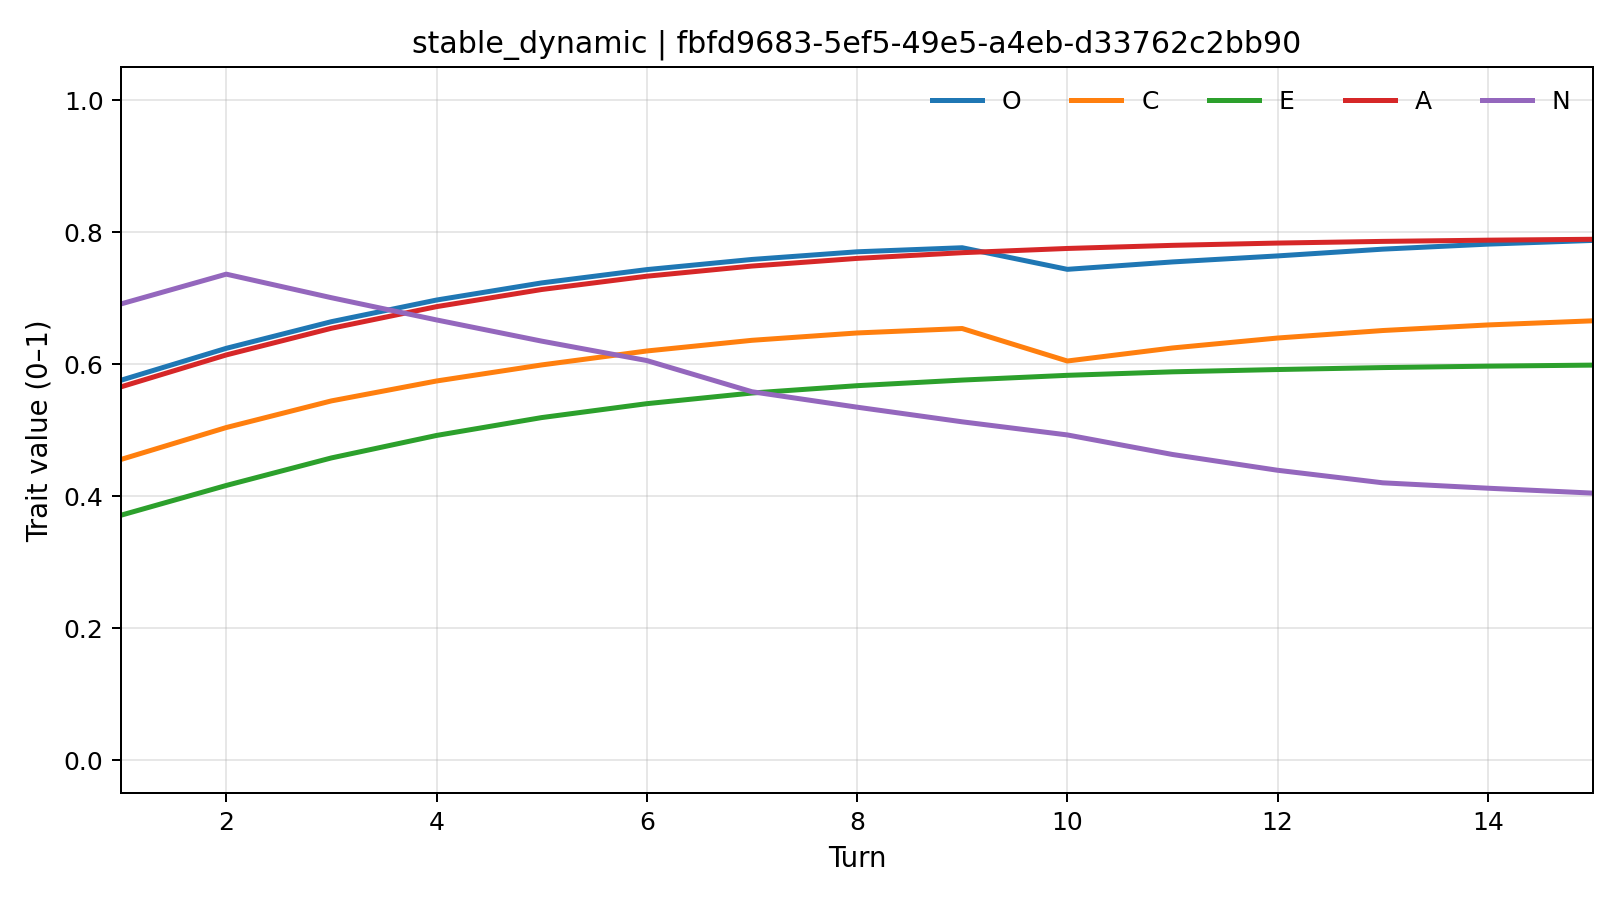 stable_dynamic | fbfd9683-5ef5-49e5-a4eb-d33762c2bb90
O C E A N
1.0
0.8
0.6
0.4
0.2
0.0
Trait value (0–1)
2 4 6 8 10 12 14
Turn